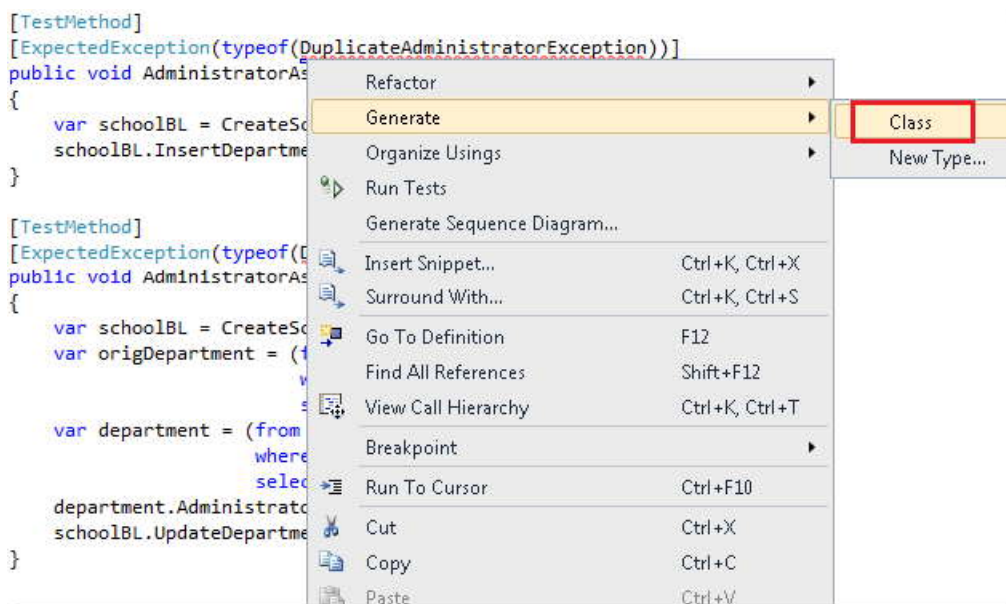 [TestMethod]
[ExpectedException(typeof(DuplicateAdministratorException))]
public void AdministratorAs
{
var schoolBL = CreateSc
schoolBL.InsertDepartme
}
[TestMethod]
[ExpectedException(typeof(D
public void AdministratorAs
{
var schoolBL = CreateSc
var origDepartment = (f
w
s
var department = (from
where
selec
department.Administrato
schoolBL.UpdateDepartme
}
Refactor
Generate
Organize Usings
Run Tests
Generate Sequence Diagram...
Insert Snippet... Ctrl+K, Ctrl+X
Surround With... Ctrl+K, Ctrl+S
Go To Definition F12
Find All References Shift+F12
View Call Hierarchy Ctrl+K, Ctrl+T
Breakpoint
Run To Cursor Ctrl+F10
Cut Ctrl+X
Copy Ctrl+C
Paste Ctrl+V
Class
New Type...